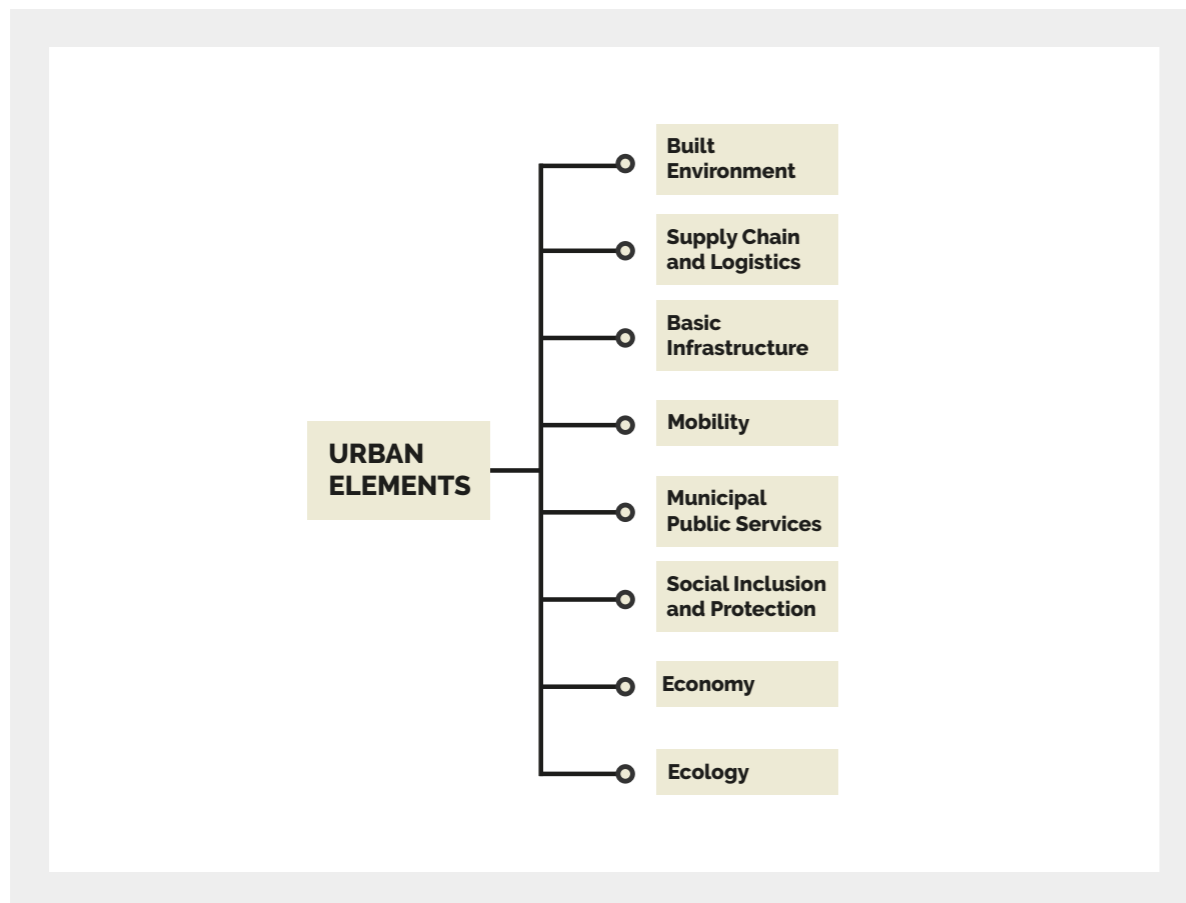 URBAN
ELEMENTS
Built
Environment
Supply Chain
and Logistics
Basic
Infrastructure
Mobility
Municipal
Public Services
Social Inclusion
and Protection
Economy
Ecology